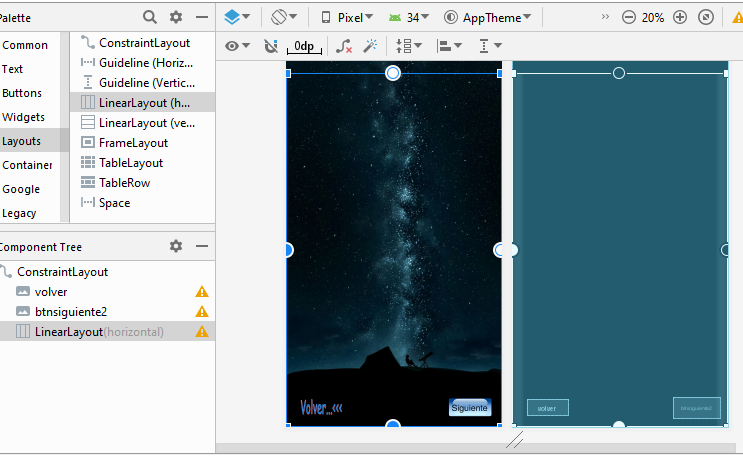 Palette
Pixel
34
AppTheme
20%
Common
Text
Buttons
Widgets
Layouts
Container
Google
Legacy
ConstraintLayout
Guideline (Horiz...
Guideline (Vertic...
LinearLayout (h...
LinearLayout (ve...
FrameLayout
TableLayout
TableRow
Space
0dp
Component Tree
ConstraintLayout
volver
btnsiguiente2
LinearLayout(horizontal)
Volver...<<<
Siguiente
volver
btnsiguiente2